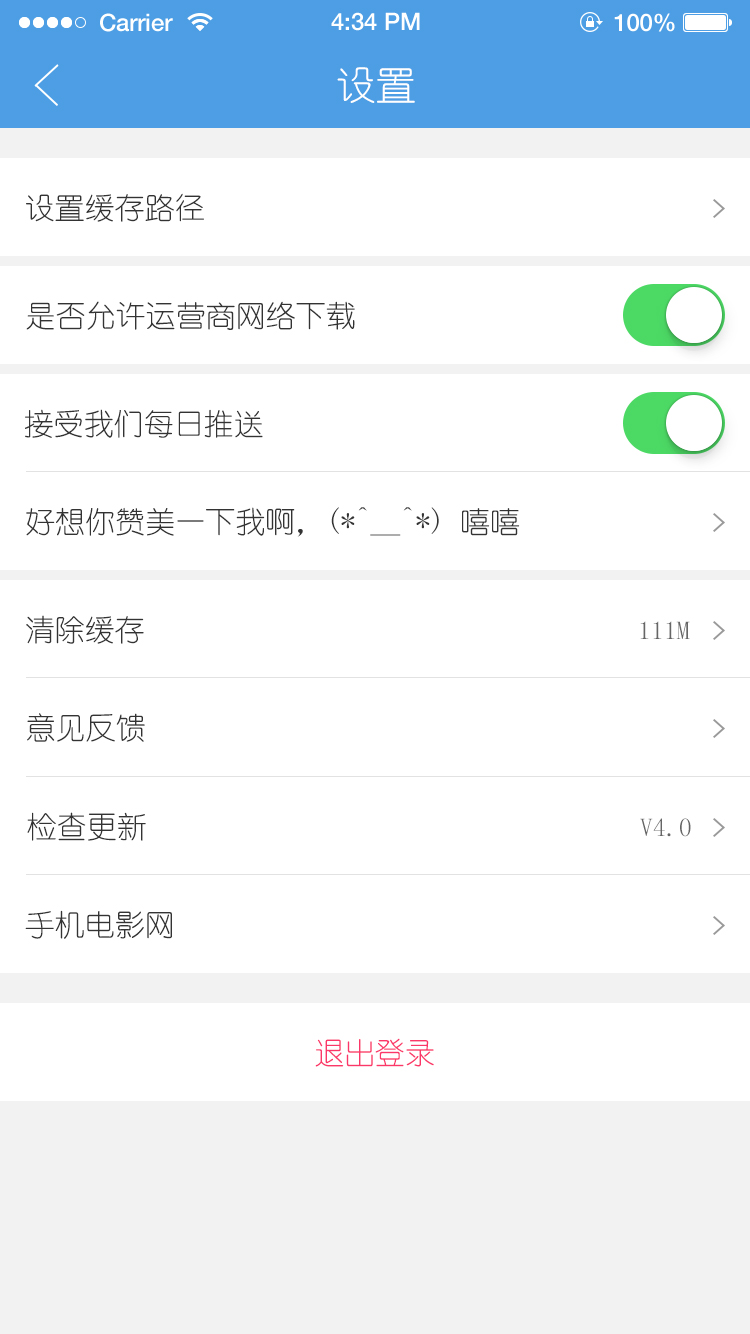 Carrier 4:34 PM 100%
设置
设置缓存路径
是否允许运营商网络下载
接受我们每日推送
好想你赞美一下我啊，(*^__^*) 嘻嘻
清除缓存 111M
意见反馈
检查更新 V4.0
手机电影网
退出登录